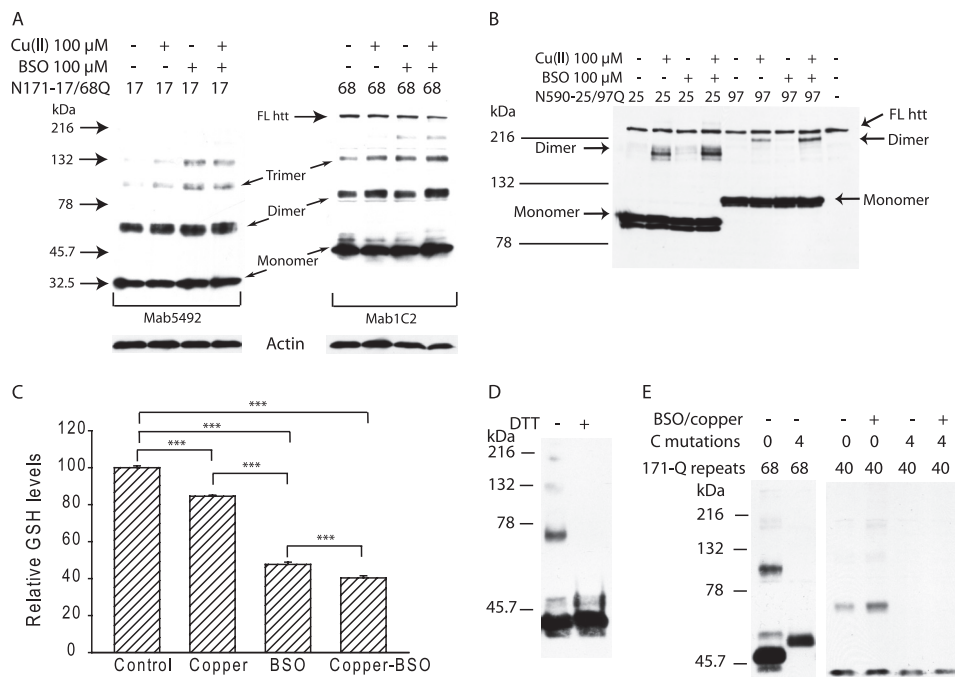 A
Cu(II) 100 µM - + - + - + - +
BSO 100 µM - - + + - - + +
N171-17/68Q 17 17 17 17 68 68 68 68
kDa
216
132
78
45.7
32.5
FL htt
Trimer
Dimer
Monomer
Mab5492
Mab1C2
Actin
B
Cu(II) 100 µM - + - + - + - + -
BSO 100 µM - - + + - - + + -
N590-25/97Q 25 25 25 25 97 97 97 97 -
kDa
216
Dimer
132
Monomer
78
FL htt
Dimer
Monomer
C
Relative GSH levels
120
100
80
60
40
20
0
***
***
***
***
***
Control Copper BSO Copper-BSO
D
DTT - +
kDa
216
132
78
45.7
E
BSO/copper - - - + - +
C mutations 0 4 0 0 4 4
171-Q repeats 68 68 40 40 40 40
kDa
216
132
78
45.7